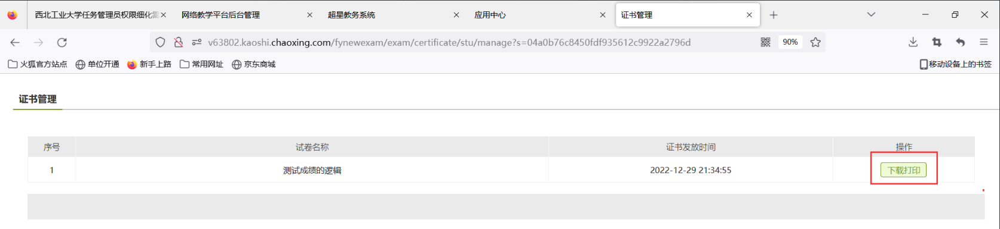 西北工业大学任务管理员权限细化需
网络教学平台后台管理
超星教务系统
应用中心
证书管理
v63802.kaoshi.chaoxing.com/fynewexam/exam/certificate/stu/manage?s=04a0b76c8450fdf935612c9922a2796d
90%
火狐官方站点
单位开通
新手上路
常用网址
京东商城
移动设备上的书签
证书管理
序号 试卷名称 证书发放时间 操作
1 测试成绩的逻辑 2022-12-29 21:34:55 下载打印